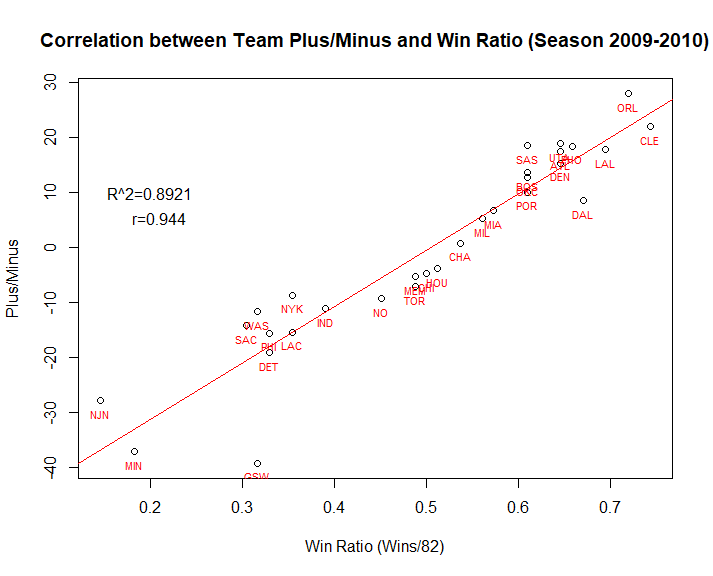 Correlation between Team Plus/Minus and Win Ratio (Season 2009-2010)
30
20
10
0
-10
-20
-30
-40
Plus/Minus
R^2=0.8921
r=0.944
ORL
CLE
SAS
UTA
PHO
LAL
ATL
DEN
BOS
OKC
POR
DAL
MIA
MIL
CHA
HOU
CHI
MEM
TOR
NO
NYK
IND
WAS
SAC
PHI
LAC
DET
NJN
MIN
GSW
0.2 0.3 0.4 0.5 0.6 0.7
Win Ratio (Wins/82)